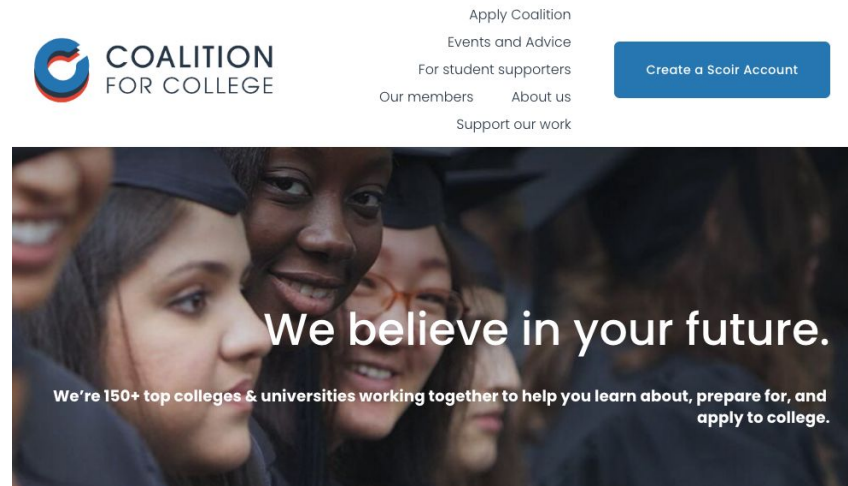 COALITION
FOR COLLEGE
Apply Coalition
Events and Advice
For student supporters
Our members About us
Support our work
Create a Scoir Account
We believe in your future.
We’re 150+ top colleges & universities working together to help you learn about, prepare for, and
apply to college.